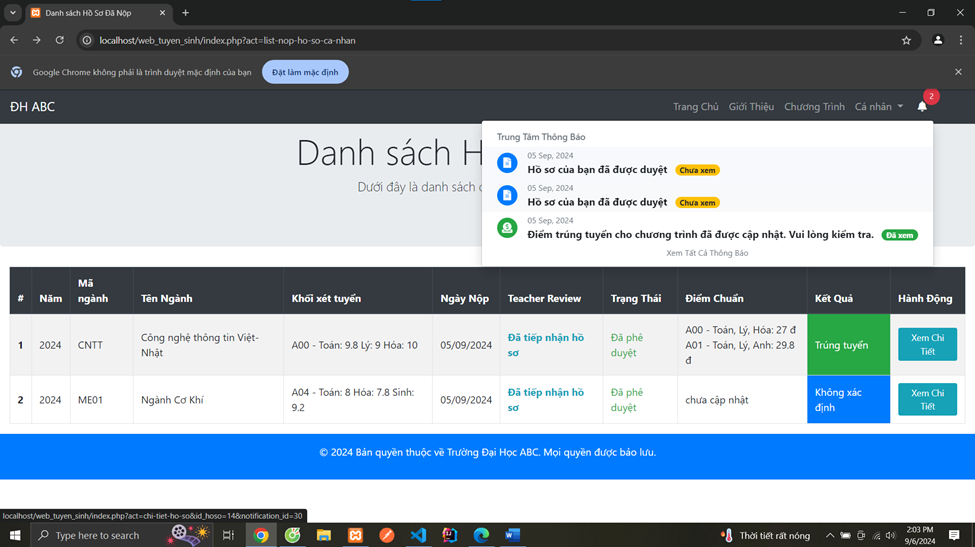 Danh sách Hồ Sơ Đã Nộp
localhost/web_tuyen_sinh/index.php?act=list-nop-ho-so-ca-nhan
Google Chrome không phải là trình duyệt mặc định của bạn
Đặt làm mặc định
ĐH ABC
Trang Chủ Giới Thiệu Chương Trình Cá nhân
2
Danh sách H
Dưới đây là danh sách
Trung Tâm Thông Báo
05 Sep, 2024
Hồ sơ của bạn đã được duyệt Chưa xem
05 Sep, 2024
Hồ sơ của bạn đã được duyệt Chưa xem
05 Sep, 2024
Điểm trúng tuyển cho chương trình đã được cập nhật. Vui lòng kiểm tra. Đã xem
Xem Tất Cả Thông Báo
# Năm Mã ngành Tên Ngành Khối xét tuyển Ngày Nộp Teacher Review Trạng Thái Điểm Chuẩn Kết Quả Hành Động
1 2024 CNTT Công nghệ thông tin Việt-
Nhật
A00 - Toán: 9.8 Lý: 9 Hóa: 10 05/09/2024 Đã tiếp nhận hồ
sơ
Đã phê
duyệt
A00 - Toán, Lý, Hóa: 27 đ
A01 - Toán, Lý, Anh: 29.8
đ
Trúng tuyển
Xem Chi
Tiết
2 2024 ME01 Ngành Cơ Khí A04 - Toán: 8 Hóa: 7.8 Sinh:
9.2
05/09/2024 Đã tiếp nhận hồ
sơ
Đã phê
duyệt
chưa cập nhật
Không xác
định
Xem Chi
Tiết
© 2024 Bản quyền thuộc về Trường Đại Học ABC. Mọi quyền được bảo lưu.
localhost/web_tuyen_sinh/index.php?act=chi-tiet-ho-so&id_hoso=14&notification_id=30
Type here to search
Thời tiết rất nóng
2:03 PM
9/6/2024